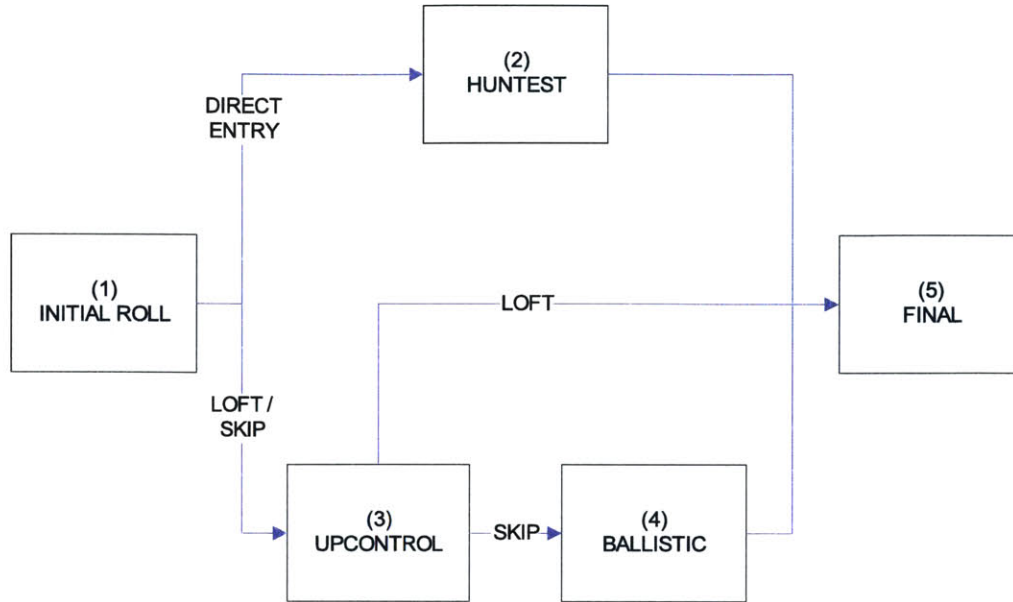 (2)
HUNTEST
DIRECT
ENTRY
(1)
INITIAL ROLL
LOFT
(5)
FINAL
LOFT /
SKIP
(3)
UPCONTROL
SKIP
(4)
BALLISTIC